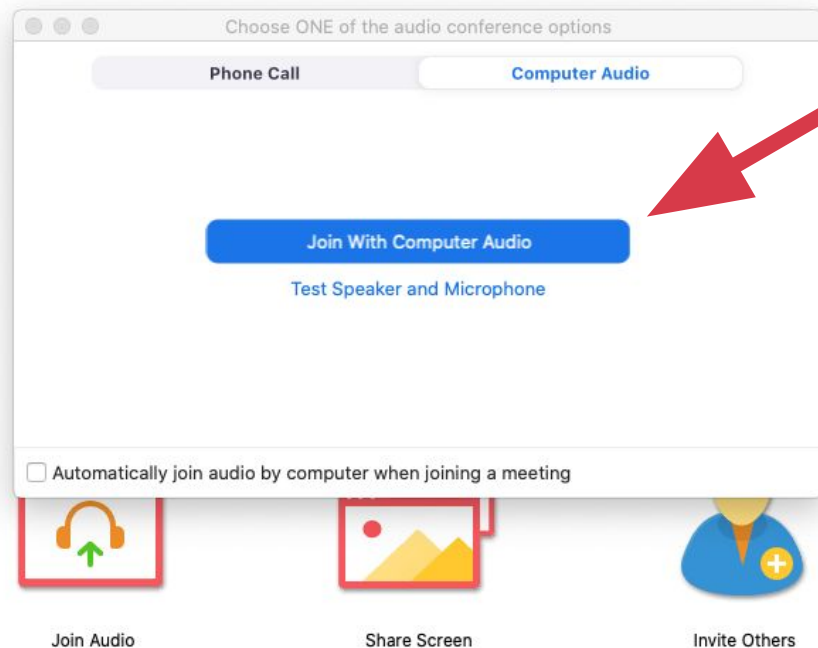 Choose ONE of the audio conference options
Phone Call Computer Audio
Join With Computer Audio
Test Speaker and Microphone
Automatically join audio by computer when joining a meeting
Join Audio Share Screen Invite Others